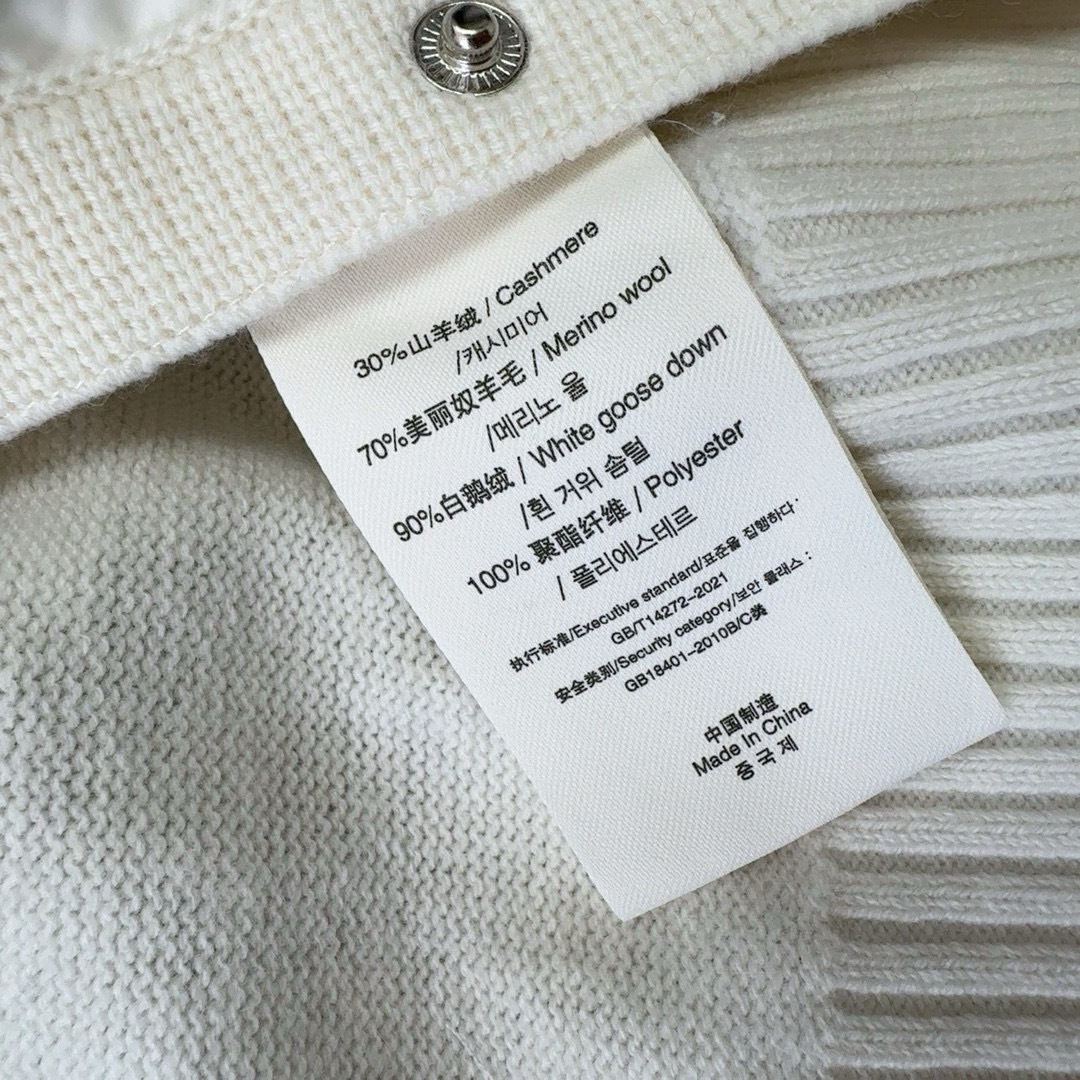 30%山羊绒 / Cashmere
/캐시미어
70%美丽奴羊毛 / Merino wool
/메리노 울
90%白鹅绒 / White goose down
/흰 거위 솜털
100% 聚酯纤维 / Polyester
/ 폴리에스테르
执行标准/Executive standard/표준을 집행하다 ·
GB/T14272-2021
安全类别/Security category/보안 클래스 :
GB18401-2010B/C类
中国制造
Made In China
중국제